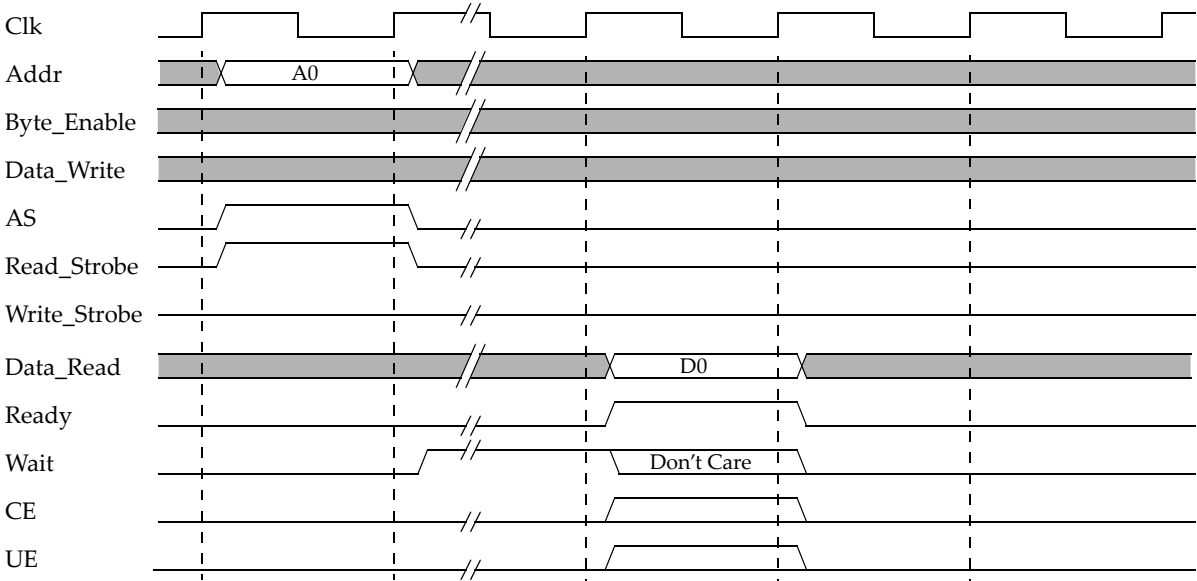 Clk
Addr
A0
Byte_Enable
Data_Write
AS
Read_Strobe
Write_Strobe
Data_Read
D0
Ready
Wait
Don't Care
CE
UE